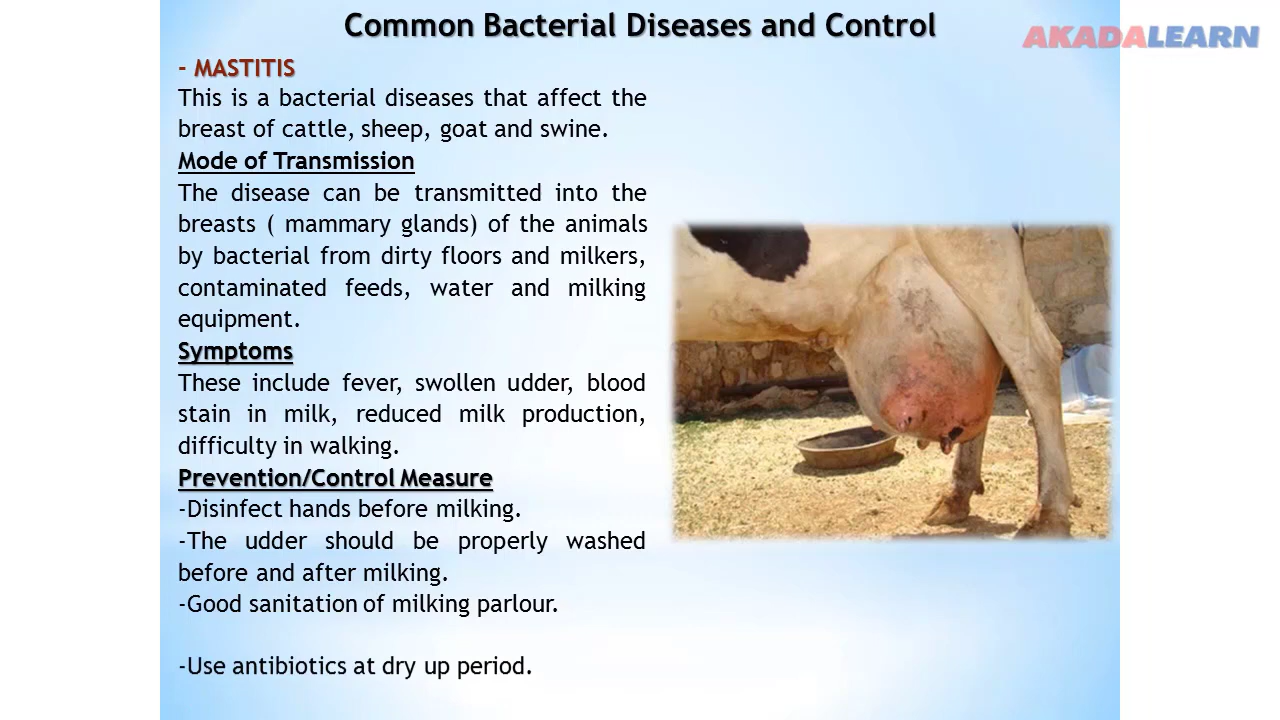 Common Bacterial Diseases and Control
AKADALEARN
- MASTITIS
This is a bacterial diseases that affect the
breast of cattle, sheep, goat and swine.
Mode of Transmission
The disease can be transmitted into the
breasts ( mammary glands) of the animals
by bacterial from dirty floors and milkers,
contaminated feeds, water and milking
equipment.
Symptoms
These include fever, swollen udder, blood
stain in milk, reduced milk production,
difficulty in walking.
Prevention/Control Measure
-Disinfect hands before milking.
-The udder should be properly washed
before and after milking.
-Good sanitation of milking parlour.
-Use antibiotics at dry up period.